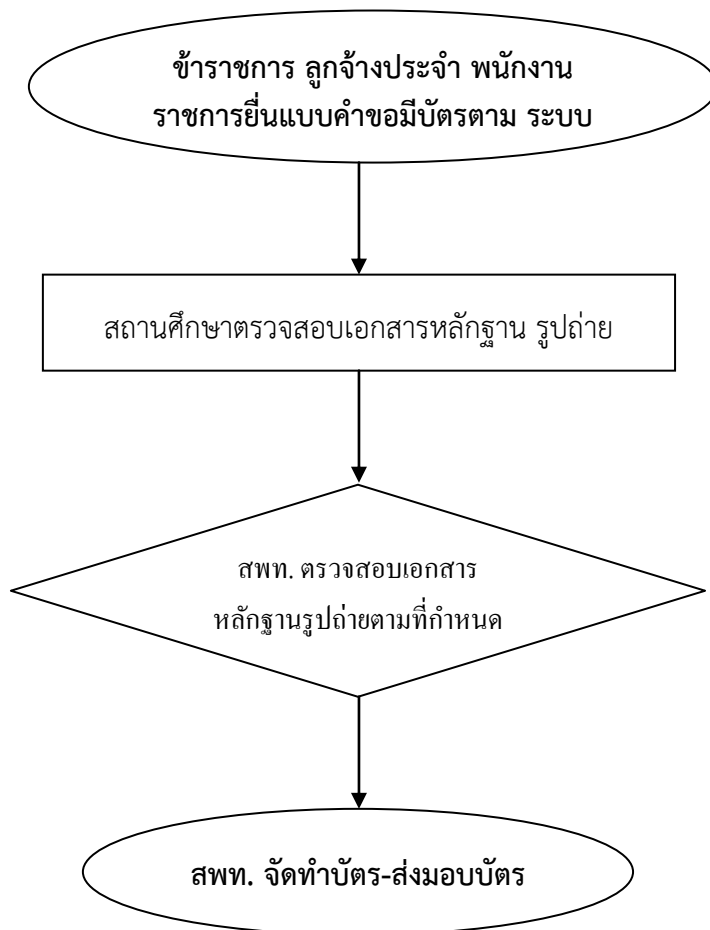 ข้าราชการ ลูกจ้างประจำ พนักงาน
ราชการยื่นแบบคำขอมีบัตรตาม ระบบ
สถานศึกษาตรวจสอบเอกสารหลักฐาน รูปถ่าย
สพท. ตรวจสอบเอกสาร
หลักฐานรูปถ่ายตามที่กำหนด
สพท. จัดทำบัตร-ส่งมอบบัตร